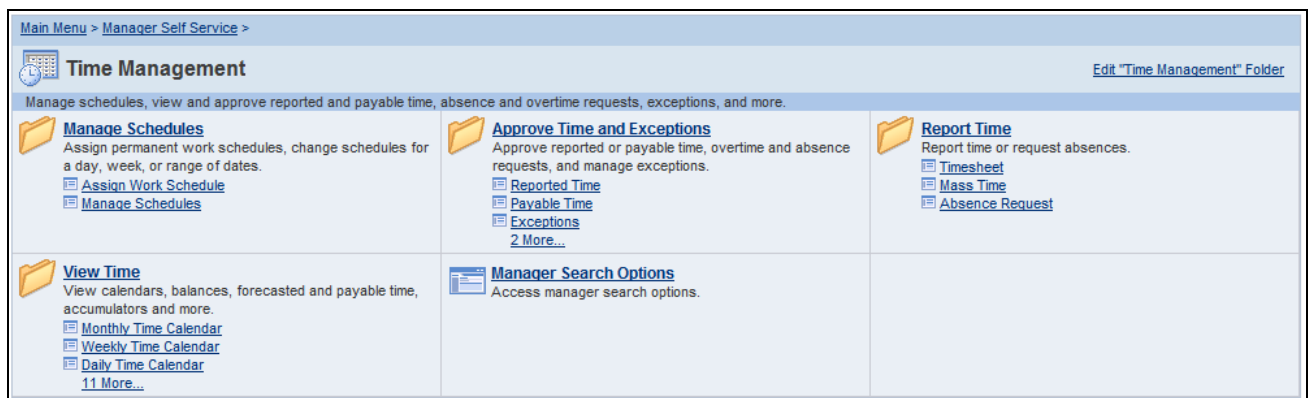 Main Menu > Manager Self Service >
Time Management
Edit "Time Management" Folder
Manage schedules, view and approve reported and payable time, absence and overtime requests, exceptions, and more.
Manage Schedules
Assign permanent work schedules, change schedules for
a day, week, or range of dates.
Assign Work Schedule
Manage Schedules
Approve Time and Exceptions
Approve reported or payable time, overtime and absence
requests, and manage exceptions.
Reported Time
Payable Time
Exceptions
2 More...
Report Time
Report time or request absences.
Timesheet
Mass Time
Absence Request
View Time
View calendars, balances, forecasted and payable time,
accumulators and more.
Monthly Time Calendar
Weekly Time Calendar
Daily Time Calendar
11 More...
Manager Search Options
Access manager search options.